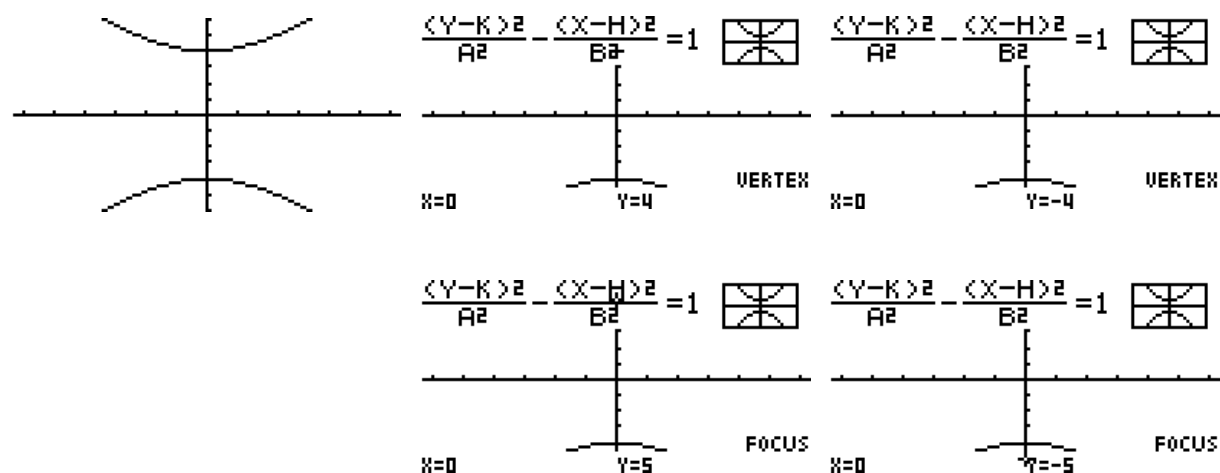 (Y-K)2/A2 - (X-H)2/B2 =1
VERTEX
X=0 Y=4
(Y-K)2/A2 - (X-H)2/B2 =1
VERTEX
X=0 Y=-4
(Y-K)2/A2 - (X-H)2/B2 =1
FOCUS
X=0 Y=5
(Y-K)2/A2 - (X-H)2/B2 =1
FOCUS
X=0 Y=-5